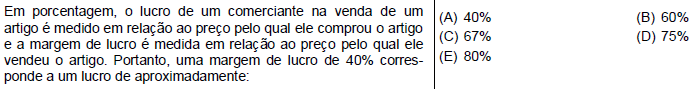 Em porcentagem, o lucro de um comerciante na venda de um
artigo é medido em relação ao preço pelo qual ele comprou o artigo
e a margem de lucro é medida em relação ao preço pelo qual ele
vendeu o artigo. Portanto, uma margem de lucro de 40% corres-
ponde a um lucro de aproximadamente:
(A) 40% (B) 60%
(C) 67% (D) 75%
(E) 80%